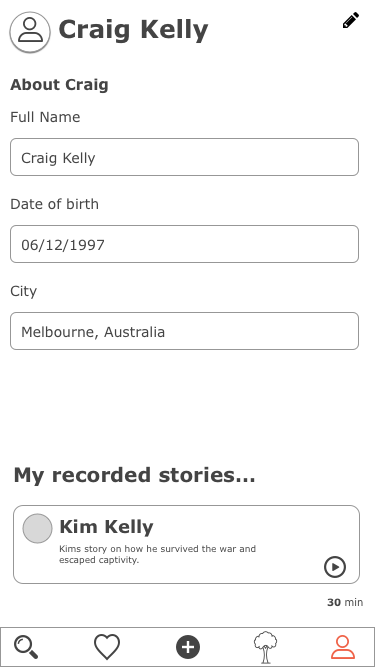 Craig Kelly
About Craig
Full Name
Craig Kelly
Date of birth
06/12/1997
City
Melbourne, Australia
My recorded stories...
Kim Kelly
Kims story on how he survived the war and
escaped captivity.
30 min